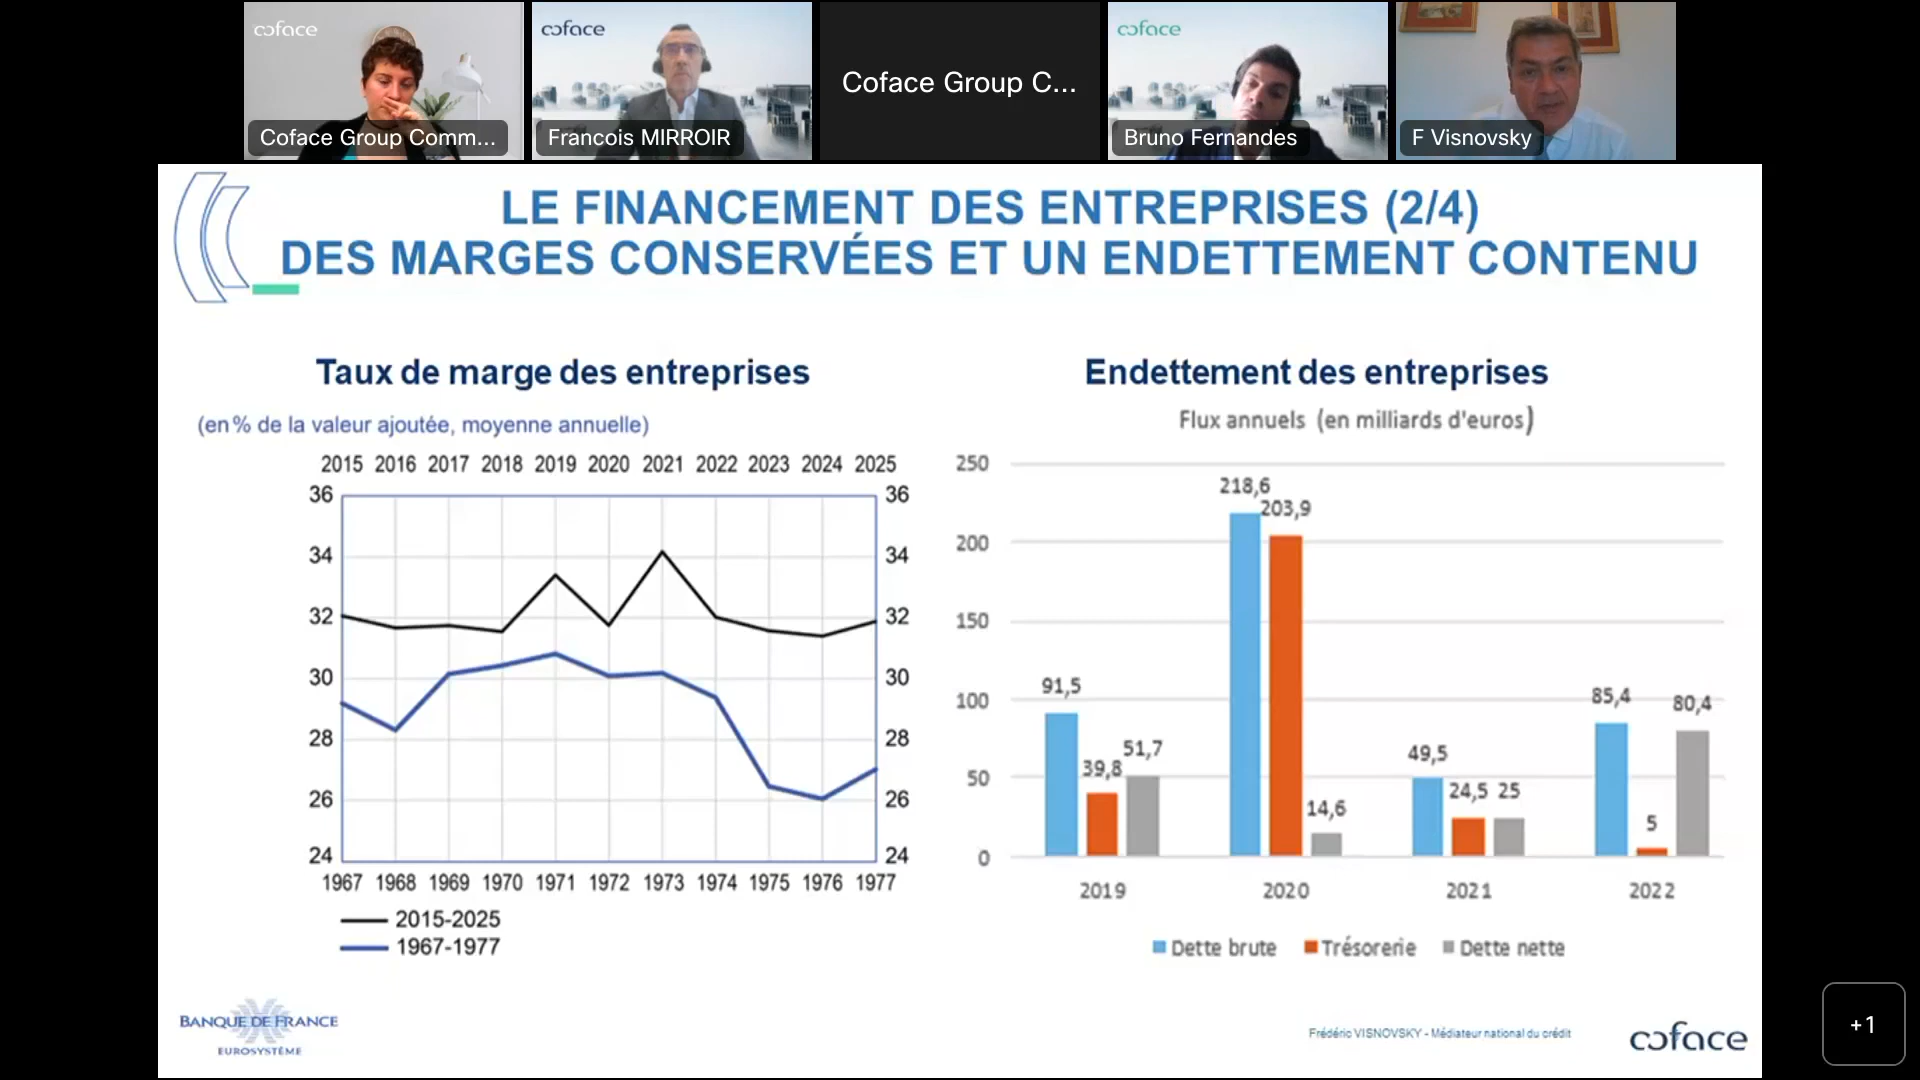 coface
Coface Group Comm...
coface
Francois MIRROIR
Coface Group C...
coface
Bruno Fernandes
F Visnovsky
LE FINANCEMENT DES ENTREPRISES (2/4)
DES MARGES CONSERVÉES ET UN ENDETTEMENT CONTENU
Taux de marge des entreprises
(en % de la valeur ajoutée, moyenne annuelle)
2015 2016 2017 2018 2019 2020 2021 2022 2023 2024 2025
36 36
34 34
32 32
30 30
28 28
26 26
24 24
1967 1968 1969 1970 1971 1972 1973 1974 1975 1976 1977
2015-2025
1967-1977
Endettement des entreprises
Flux annuels (en milliards d'euros)
250
218,6
203,9
200
150
91,5
85,4
80,4
100
51,7
49,5
39,8
50
24,5
25
14,6
5
0
2019 2020 2021 2022
Dette brute Trésorerie Dette nette
BANQUE DE FRANCE
EUROSYSTÈME
Frédéric VISNOVSKY - Médiateur national du crédit
coface
+1